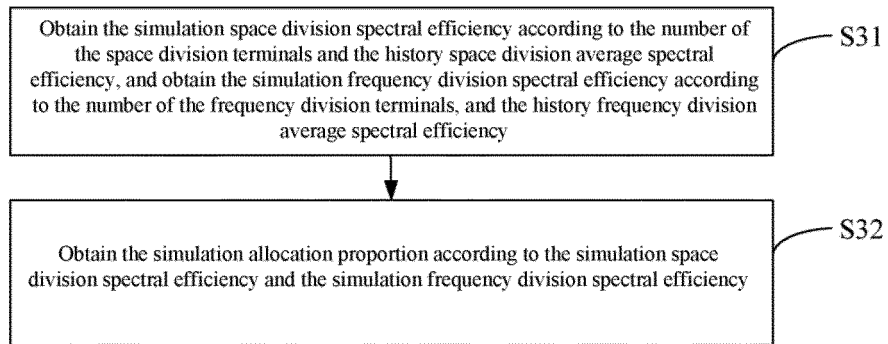 Obtain the simulation space division spectral efficiency according to the number of
the space division terminals and the history space division average spectral
efficiency, and obtain the simulation frequency division spectral efficiency according
to the number of the frequency division terminals, and the history frequency division
average spectral efficiency
S31
Obtain the simulation allocation proportion according to the simulation space
division spectral efficiency and the simulation frequency division spectral efficiency
S32